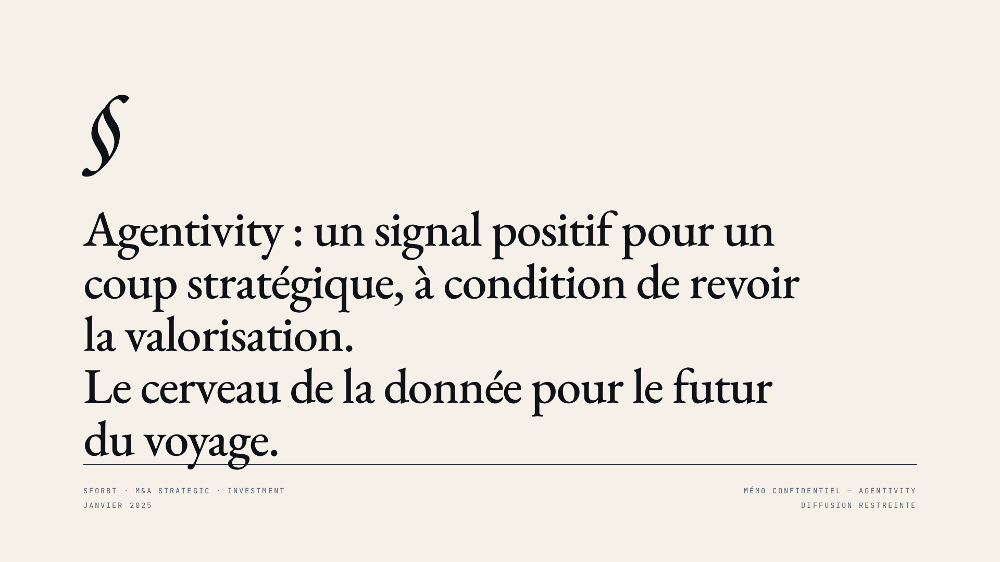 §
Agentivity : un signal positif pour un
coup stratégique, à condition de revoir
la valorisation.
Le cerveau de la donnée pour le futur
du voyage.
SFORBT · M&A STRATEGIC · INVESTMENT
JANVIER 2025
MÉMO CONFIDENTIEL — AGENTIVITY
DIFFUSION RESTREINTE